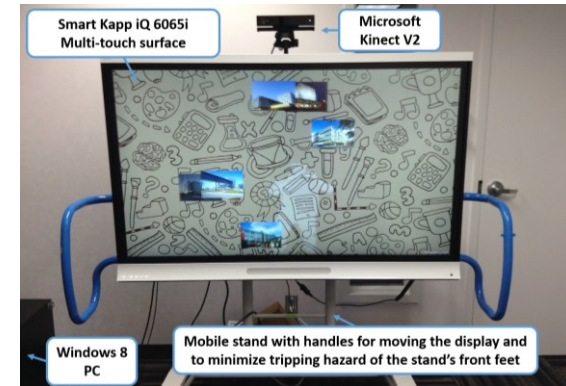 Smart Kapp iQ 6065i
Multi-touch surface
Microsoft
Kinect V2
Windows 8
PC
Mobile stand with handles for moving the display and
to minimize tripping hazard of the stand's front feet